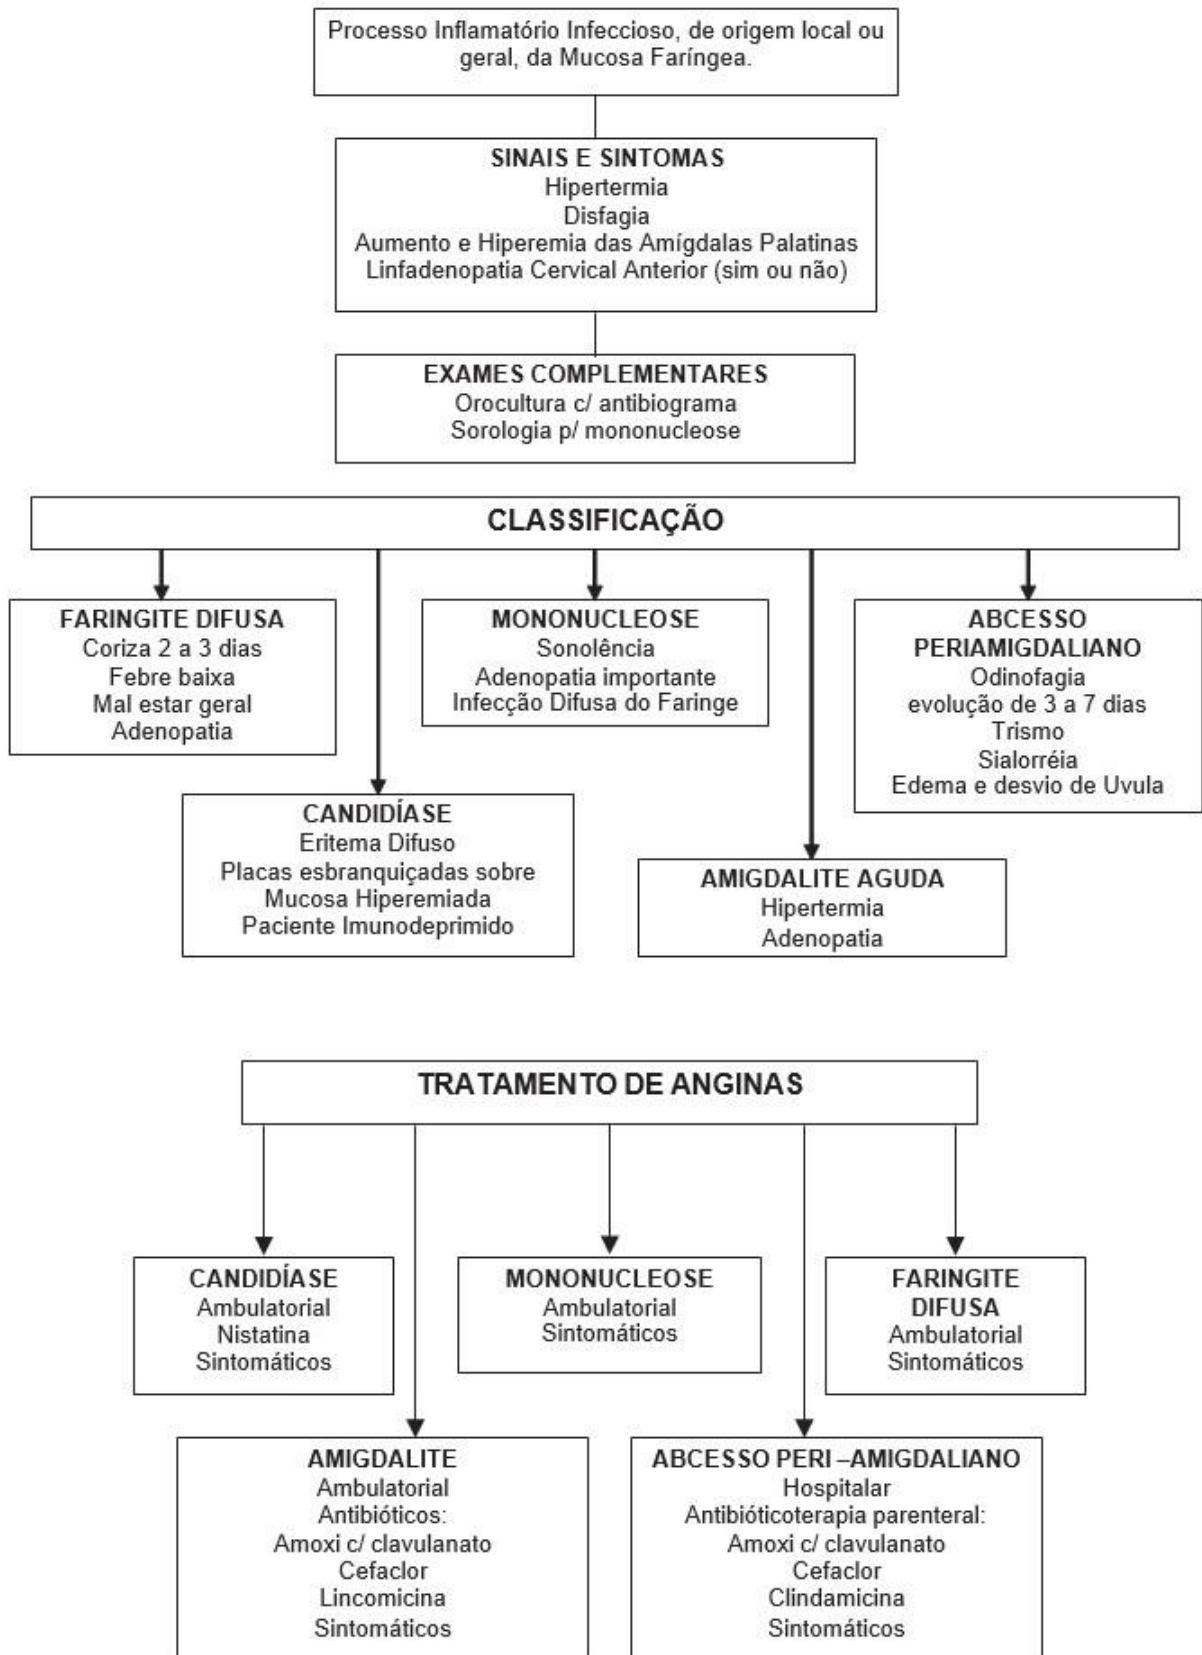 Processo Inflamatório Infeccioso, de origem local ou
geral, da Mucosa Faríngea.
SINAIS E SINTOMAS
Hipertermia
Disfagia
Aumento e Hiperemia das Amígdalas Palatinas
Linfadenopatia Cervical Anterior (sim ou não)
EXAMES COMPLEMENTARES
Orocultura c/ antibiograma
Sorologia p/ mononucleose
CLASSIFICAÇÃO
FARINGITE DIFUSA
Coriza 2 a 3 dias
Febre baixa
Mal estar geral
Adenopatia
MONONUCLEOSE
Sonolência
Adenopatia importante
Infecção Difusa do Faringe
ABCESSO
PERIAMIGDALIANO
Odinofagia
evolução de 3 a 7 dias
Trismo
Sialorréia
Edema e desvio de Uvula
CANDIDÍASE
Eritema Difuso
Placas esbranquiçadas sobre
Mucosa Hiperemiada
Paciente Imunodeprimido
AMIGDALITE AGUDA
Hipertermia
Adenopatia
TRATAMENTO DE ANGINAS
CANDIDÍASE
Ambulatorial
Nistatina
Sintomáticos
MONONUCLEOSE
Ambulatorial
Sintomáticos
FARINGITE
DIFUSA
Ambulatorial
Sintomáticos
AMIGDALITE
Ambulatorial
Antibióticos:
Amoxi c/ clavulanato
Cefaclor
Lincomicina
Sintomáticos
ABCESSO PERI –AMIGDALIANO
Hospitalar
Antibióticoterapia parenteral:
Amoxi c/ clavulanato
Cefaclor
Clindamicina
Sintomáticos